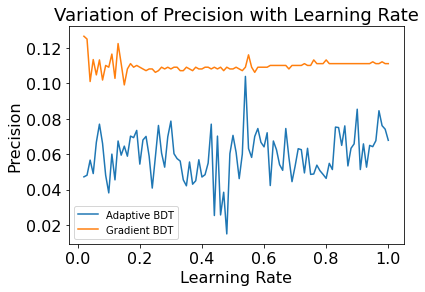 Variation of Precision with Learning Rate
Precision
0.12
0.10
0.08
0.06
0.04
0.02
Adaptive BDT
Gradient BDT
0.0 0.2 0.4 0.6 0.8 1.0
Learning Rate